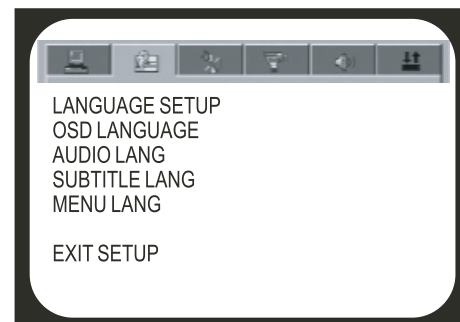 LANGUAGE SETUP
OSD LANGUAGE
AUDIO LANG
SUBTITLE LANG
MENU LANG
EXIT SETUP